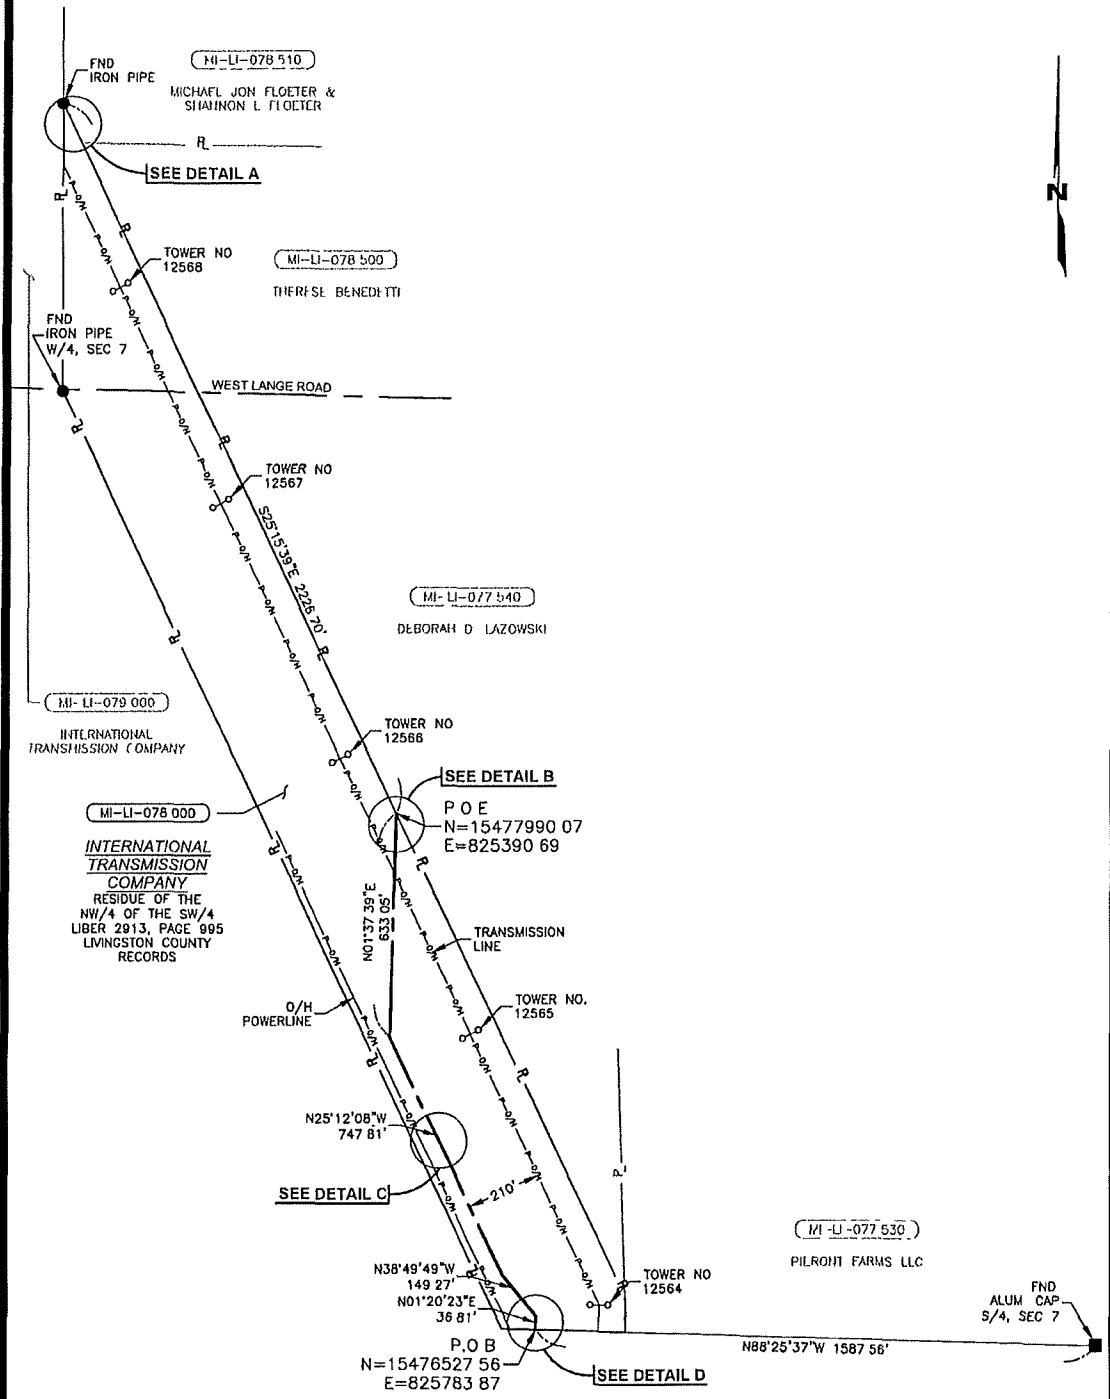 FND
IRON PIPE
MI-LI-078 510
MICHAEL JON FLOETER &
SHANNON L FLOETER
SEE DETAIL A
TOWER NO
12568
MI-LI-078 500
THERESE BENEDETTI
N
FND
IRON PIPE
W/4, SEC 7
WEST LANGE ROAD
TOWER NO
12567
S25°15'39"E 2226 70'
MI-LI-077 540
DEBORAH D LAZOWSKI
MI-LI-079 000
INTERNATIONAL
TRANSMISSION COMPANY
TOWER NO
12566
SEE DETAIL B
P O E
N=15477990 07
E=825390 69
MI-LI-078 000
INTERNATIONAL
TRANSMISSION
COMPANY
RESIDUE OF THE
NW/4 OF THE SW/4
LIBER 2913, PAGE 995
LIVINGSTON COUNTY
RECORDS
N01°37 39"E
633 05'
TRANSMISSION
LINE
O/H
POWERLINE
TOWER NO.
12565
N25°12'08"W
747 81'
SEE DETAIL C
210'
MI-LI-077 530
PILRONT FARMS LLC
N38°49'49"W
149 27'
N01°20'23"E
36 81'
TOWER NO
12564
FND
ALUM CAP
S/4, SEC 7
N88°25'37"W 1587 56'
P.O B
N=15476527 56
E=825783 87
SEE DETAIL D